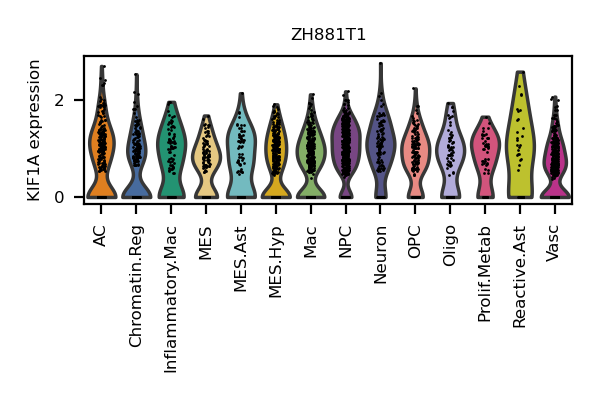 ZH881T1
KIF1A expression
2
0
AC
Chromatin.Reg
Inflammatory.Mac
MES
MES.Ast
MES.Hyp
Mac
NPC
Neuron
OPC
Oligo
Prolif.Metab
Reactive.Ast
Vasc